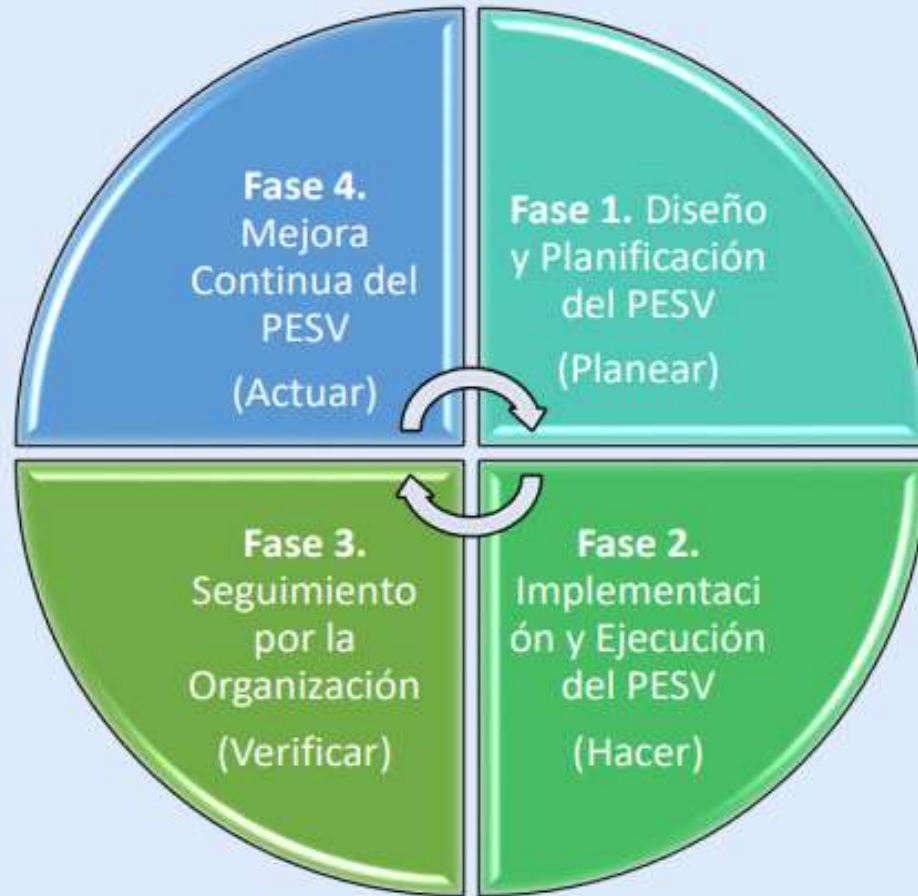 Fase 1. Diseño
y Planificación
del PESV
(Planear)
Fase 2.
Implementaci
ón y Ejecución
del PESV
(Hacer)
Fase 3.
Seguimiento
por la
Organización
(Verificar)
Fase 4.
Mejora
Continua del
PESV
(Actuar)